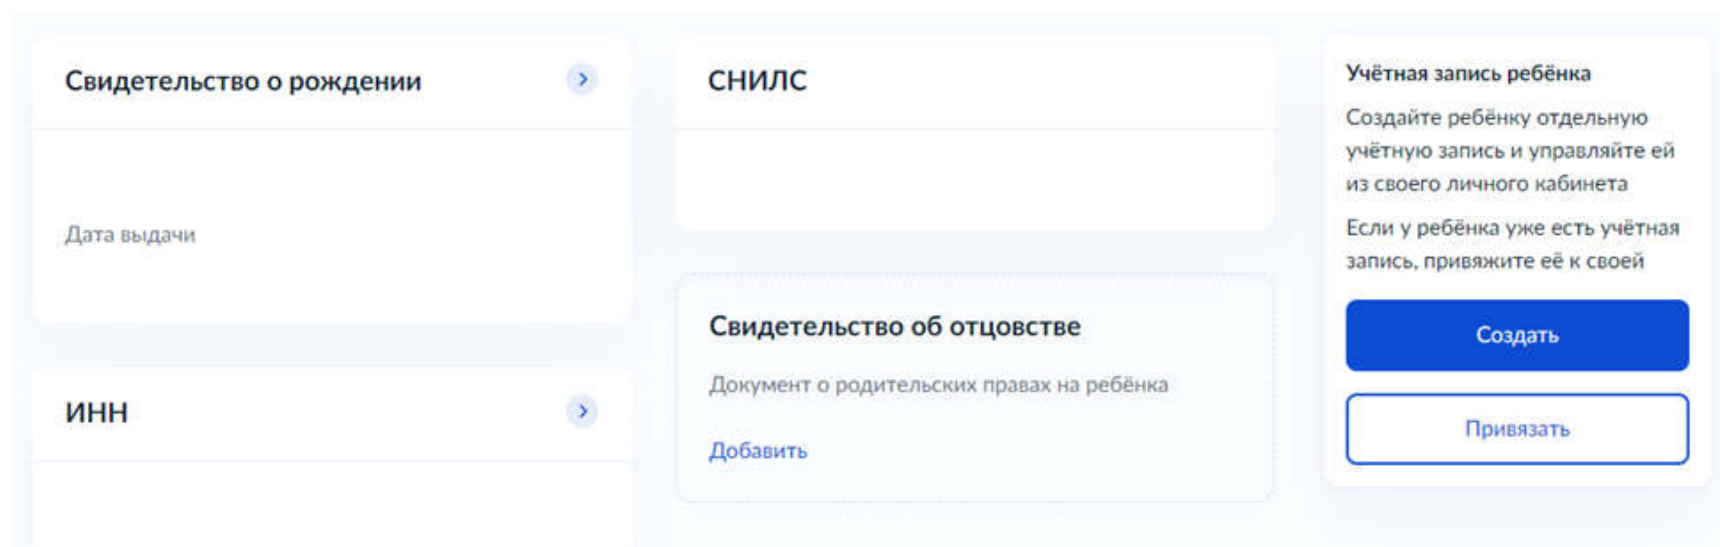 Свидетельство о рождении
Дата выдачи
ИНН
СНИЛС
Свидетельство об отцовстве
Документ о родительских правах на ребёнка
Добавить
Учётная запись ребёнка
Создайте ребёнку отдельную
учётную запись и управляйте ей
из своего личного кабинета
Если у ребёнка уже есть учётная
запись, привяжите её к своей
Создать
Привязать